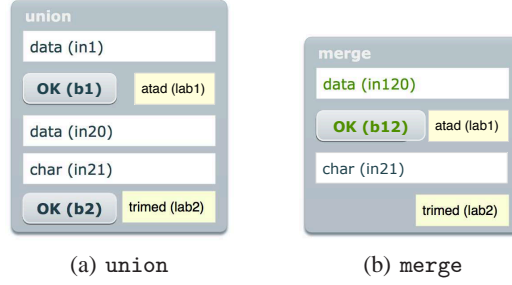 union
data (in1)
OK (b1) atad (lab1)
data (in20)
char (in21)
OK (b2) trimed (lab2)
(a) union
merge
data (in120)
OK (b12) atad (lab1)
char (in21)
trimed (lab2)
(b) merge